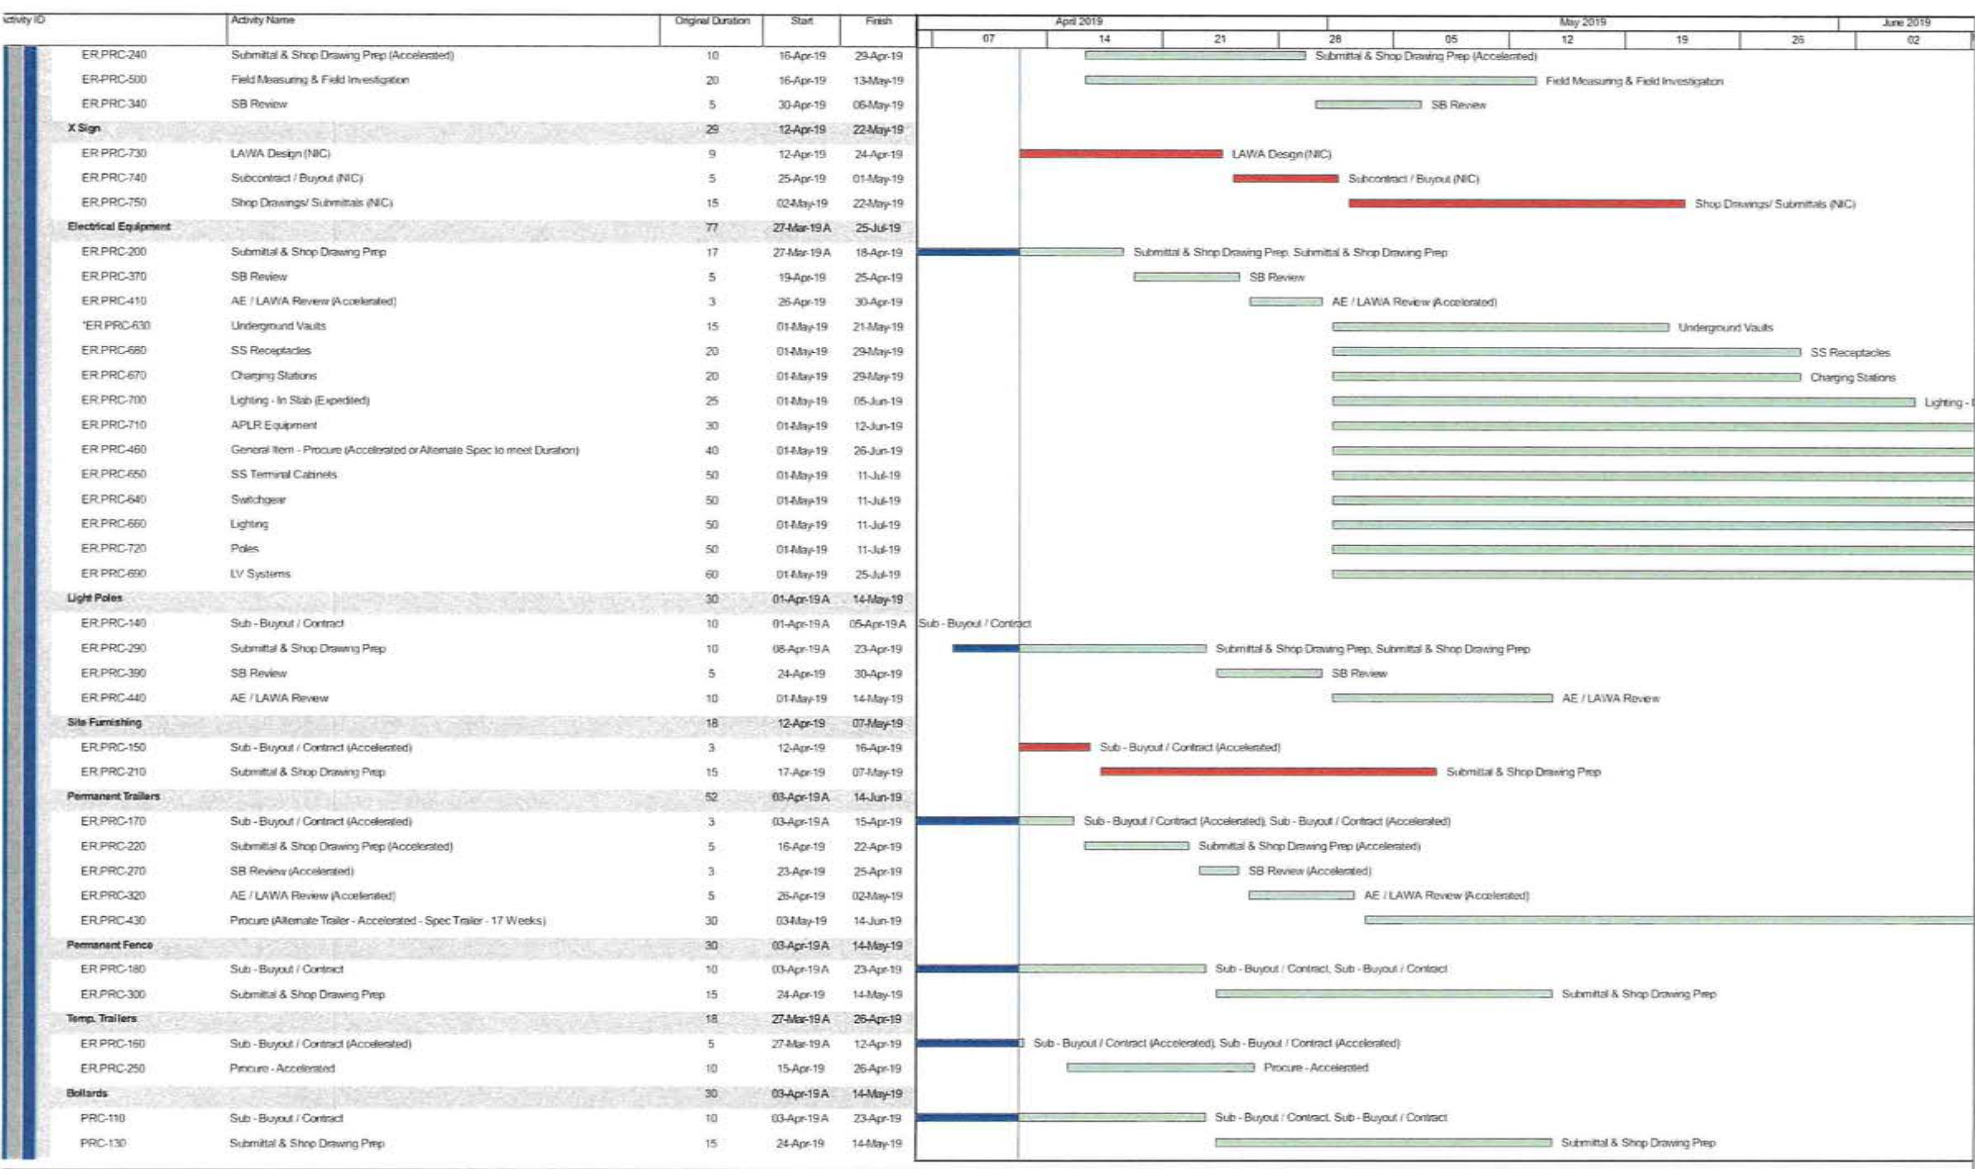 ctivity ID Activity Name Original Duration Start Finish April 2019 May 2019 June 2019
07 14 21 28 05 12 19 26 02
ER.PRC-240 Submittal & Shop Drawing Prep (Accelerated) 10 16-Apr-19 29-Apr-19 Submittal & Shop Drawing Prep (Accelerated)
ER-PRC-500 Field Measuring & Field Investigation 20 16-Apr-19 13-May-19 Field Measuring & Field Investigation
ER.PRC-340 SB Review 5 30-Apr-19 06-May-19 SB Review
X Sign 29 12-Apr-19 22-May-19
ER.PRC-730 LAWA Design (NIC) 9 12-Apr-19 24-Apr-19 LAWA Design (NIC)
ER.PRC-740 Subcontract / Buyout (NIC) 5 25-Apr-19 01-May-19 Subcontract / Buyout (NIC)
ER.PRC-750 Shop Drawings/ Submittals (NIC) 15 02-May-19 22-May-19 Shop Drawings/ Submittals (NIC)
Electrical Equipment 77 27-Mar-19 A 25-Jul-19
ER.PRC-200 Submittal & Shop Drawing Prep 17 27-Mar-19 A 18-Apr-19 Submittal & Shop Drawing Prep, Submittal & Shop Drawing Prep
ER.PRC-370 SB Review 5 19-Apr-19 25-Apr-19 SB Review
ER.PRC-410 AE / LAWA Review (Accelerated) 3 26-Apr-19 30-Apr-19 AE / LAWA Review (Accelerated)
*ER.PRC-630 Underground Vaults 15 01-May-19 21-May-19 Underground Vaults
ER.PRC-680 SS Receptacles 20 01-May-19 29-May-19 SS Receptacles
ER.PRC-670 Charging Stations 20 01-May-19 29-May-19 Charging Stations
ER.PRC-700 Lighting - In Slab (Expedited) 25 01-May-19 05-Jun-19 Lighting -
ER.PRC-710 APLR Equipment 30 01-May-19 12-Jun-19
ER.PRC-460 General Item - Procure (Accelerated or Alternate Spec to meet Duration) 40 01-May-19 26-Jun-19
ER.PRC-650 SS Terminal Cabinets 50 01-May-19 11-Jul-19
ER.PRC-640 Switchgear 50 01-May-19 11-Jul-19
ER.PRC-660 Lighting 50 01-May-19 11-Jul-19
ER.PRC-720 Poles 50 01-May-19 11-Jul-19
ER.PRC-690 LV Systems 60 01-May-19 25-Jul-19
Light Poles 30 01-Apr-19 A 14-May-19
ER.PRC-140 Sub - Buyout / Contract 10 01-Apr-19 A 05-Apr-19 A Sub - Buyout / Contract
ER.PRC-290 Submittal & Shop Drawing Prep 10 08-Apr-19 A 23-Apr-19 Submittal & Shop Drawing Prep, Submittal & Shop Drawing Prep
ER.PRC-390 SB Review 5 24-Apr-19 30-Apr-19 SB Review
ER.PRC-440 AE / LAWA Review 10 01-May-19 14-May-19 AE / LAWA Review
Site Furnishing 18 12-Apr-19 07-May-19
ER.PRC-150 Sub - Buyout / Contract (Accelerated) 3 12-Apr-19 16-Apr-19 Sub - Buyout / Contract (Accelerated)
ER.PRC-210 Submittal & Shop Drawing Prep 15 17-Apr-19 07-May-19 Submittal & Shop Drawing Prep
Permanent Trailers 52 03-Apr-19 A 14-Jun-19
ER.PRC-170 Sub - Buyout / Contract (Accelerated) 3 03-Apr-19 A 15-Apr-19 Sub - Buyout / Contract (Accelerated), Sub - Buyout / Contract (Accelerated)
ER.PRC-220 Submittal & Shop Drawing Prep (Accelerated) 5 16-Apr-19 22-Apr-19 Submittal & Shop Drawing Prep (Accelerated)
ER.PRC-270 SB Review (Accelerated) 3 23-Apr-19 25-Apr-19 SB Review (Accelerated)
ER.PRC-320 AE / LAWA Review (Accelerated) 5 26-Apr-19 02-May-19 AE / LAWA Review (Accelerated)
ER.PRC-430 Procure (Alternate Trailer - Accelerated - Spec Trailer - 17 Weeks) 30 03-May-19 14-Jun-19
Permanent Fence 30 03-Apr-19 A 14-May-19
ER.PRC-180 Sub - Buyout / Contract 10 03-Apr-19 A 23-Apr-19 Sub - Buyout / Contract, Sub - Buyout / Contract
ER.PRC-300 Submittal & Shop Drawing Prep 15 24-Apr-19 14-May-19 Submittal & Shop Drawing Prep
Temp. Trailers 18 27-Mar-19 A 26-Apr-19
ER.PRC-160 Sub - Buyout / Contract (Accelerated) 5 27-Mar-19 A 12-Apr-19 Sub - Buyout / Contract (Accelerated), Sub - Buyout / Contract (Accelerated)
ER.PRC-250 Procure - Accelerated 10 15-Apr-19 26-Apr-19 Procure - Accelerated
Bollards 30 03-Apr-19 A 14-May-19
PRC-110 Sub - Buyout / Contract 10 03-Apr-19 A 23-Apr-19 Sub - Buyout / Contract, Sub - Buyout / Contract
PRC-130 Submittal & Shop Drawing Prep 15 24-Apr-19 14-May-19 Submittal & Shop Drawing Prep